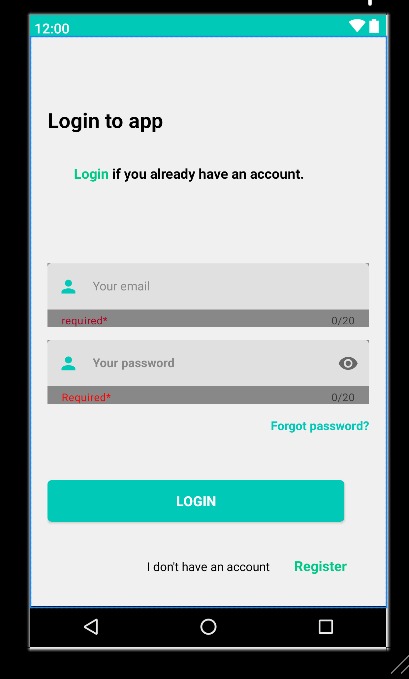 12:00
Login to app
Login if you already have an account.
Your email
required* 0/20
Your password
Required* 0/20
Forgot password?
LOGIN
I don't have an account Register